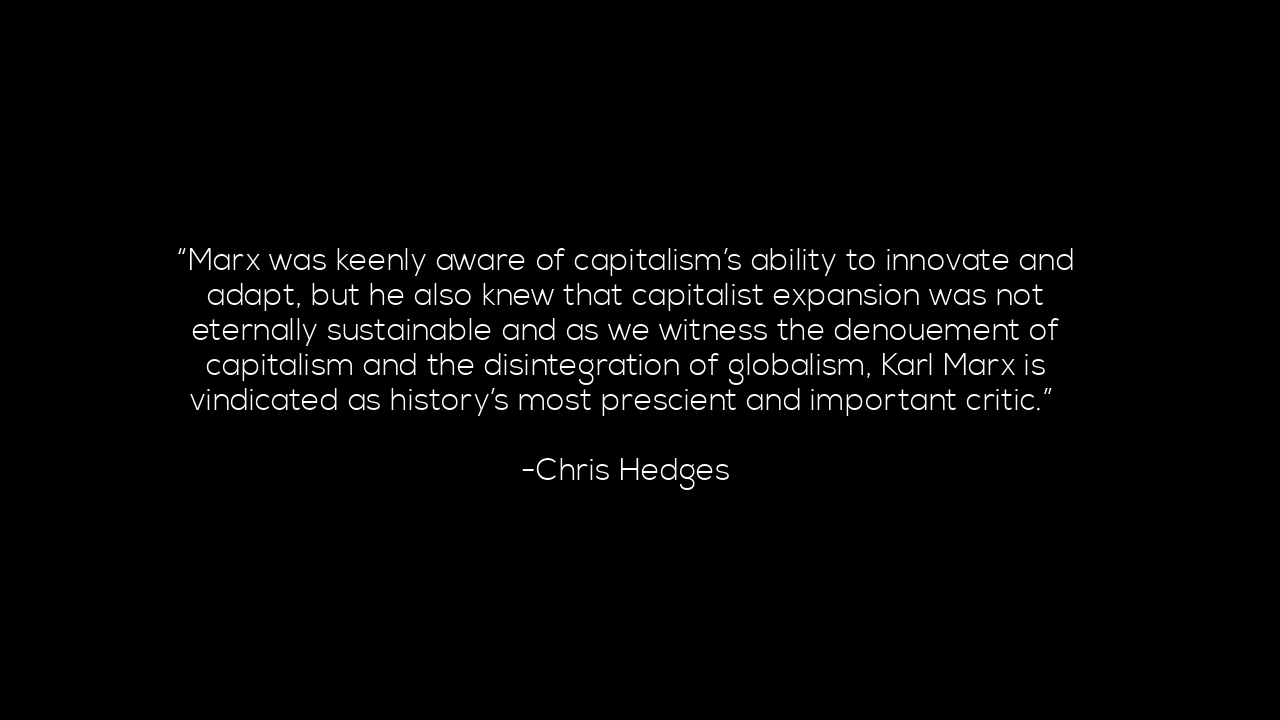 “Marx was keenly aware of capitalism’s ability to innovate and
adapt, but he also knew that capitalist expansion was not
eternally sustainable and as we witness the denouement of
capitalism and the disintegration of globalism, Karl Marx is
vindicated as history’s most prescient and important critic.”
-Chris Hedges